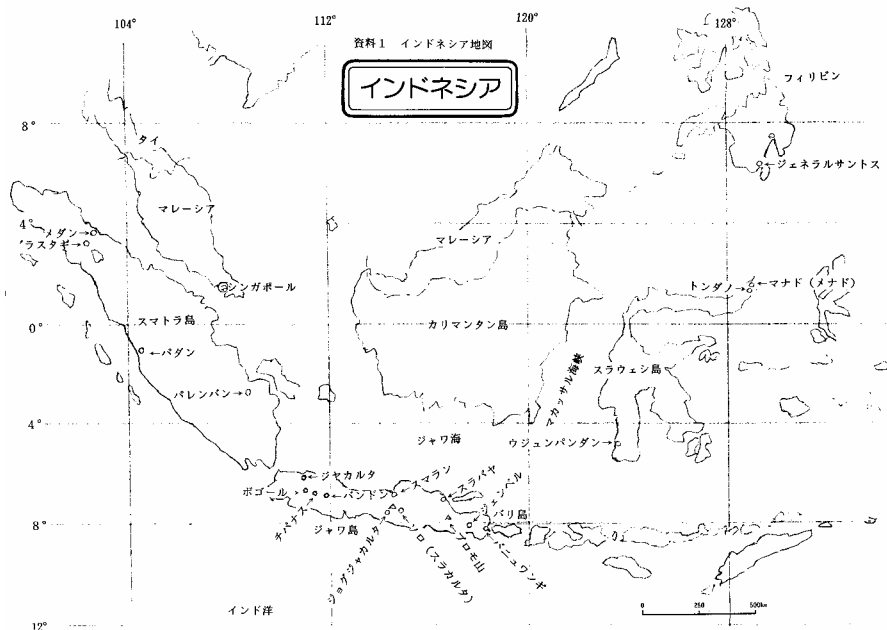 104°
112°
120°
128°
資料1 インドネシア地図
インドネシア
フィリピン
8°
タイ
ジェネラルサントス
マレーシア
4°
メダン
ラスタギ
マレーシア
シンガポール
トンダノ
マナド(メナド)
スマトラ島
0°
カリマンタン島
パダン
マカッサル海峡
スラウェシ島
パレンバン
4°
ジャワ海
ウジュンパンダン
ジャカルタ
スマラン
スラバヤ
ジェンベル
ボゴール
バンドン
バリ島
チパナス
8°
ジャワ島
ジョグジャカルタ
ソロ(スラカルタ)
ブロモ山
バニュワンギ
インド洋
0 250 500km
12°